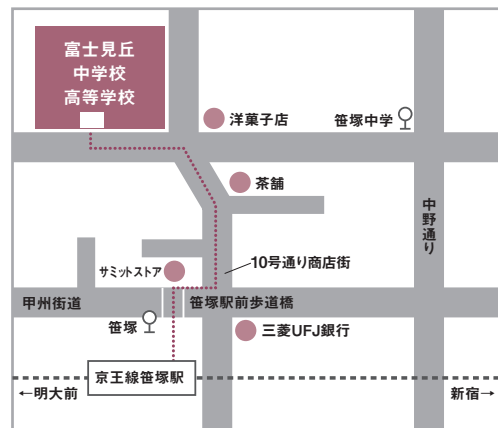 富士見丘
中学校
高等学校
洋菓子店
笹塚中学
茶舗
中野通り
10号通り商店街
サミットストア
甲州街道
笹塚駅前歩道橋
笹塚
三菱UFJ銀行
京王線笹塚駅
←明大前
新宿→